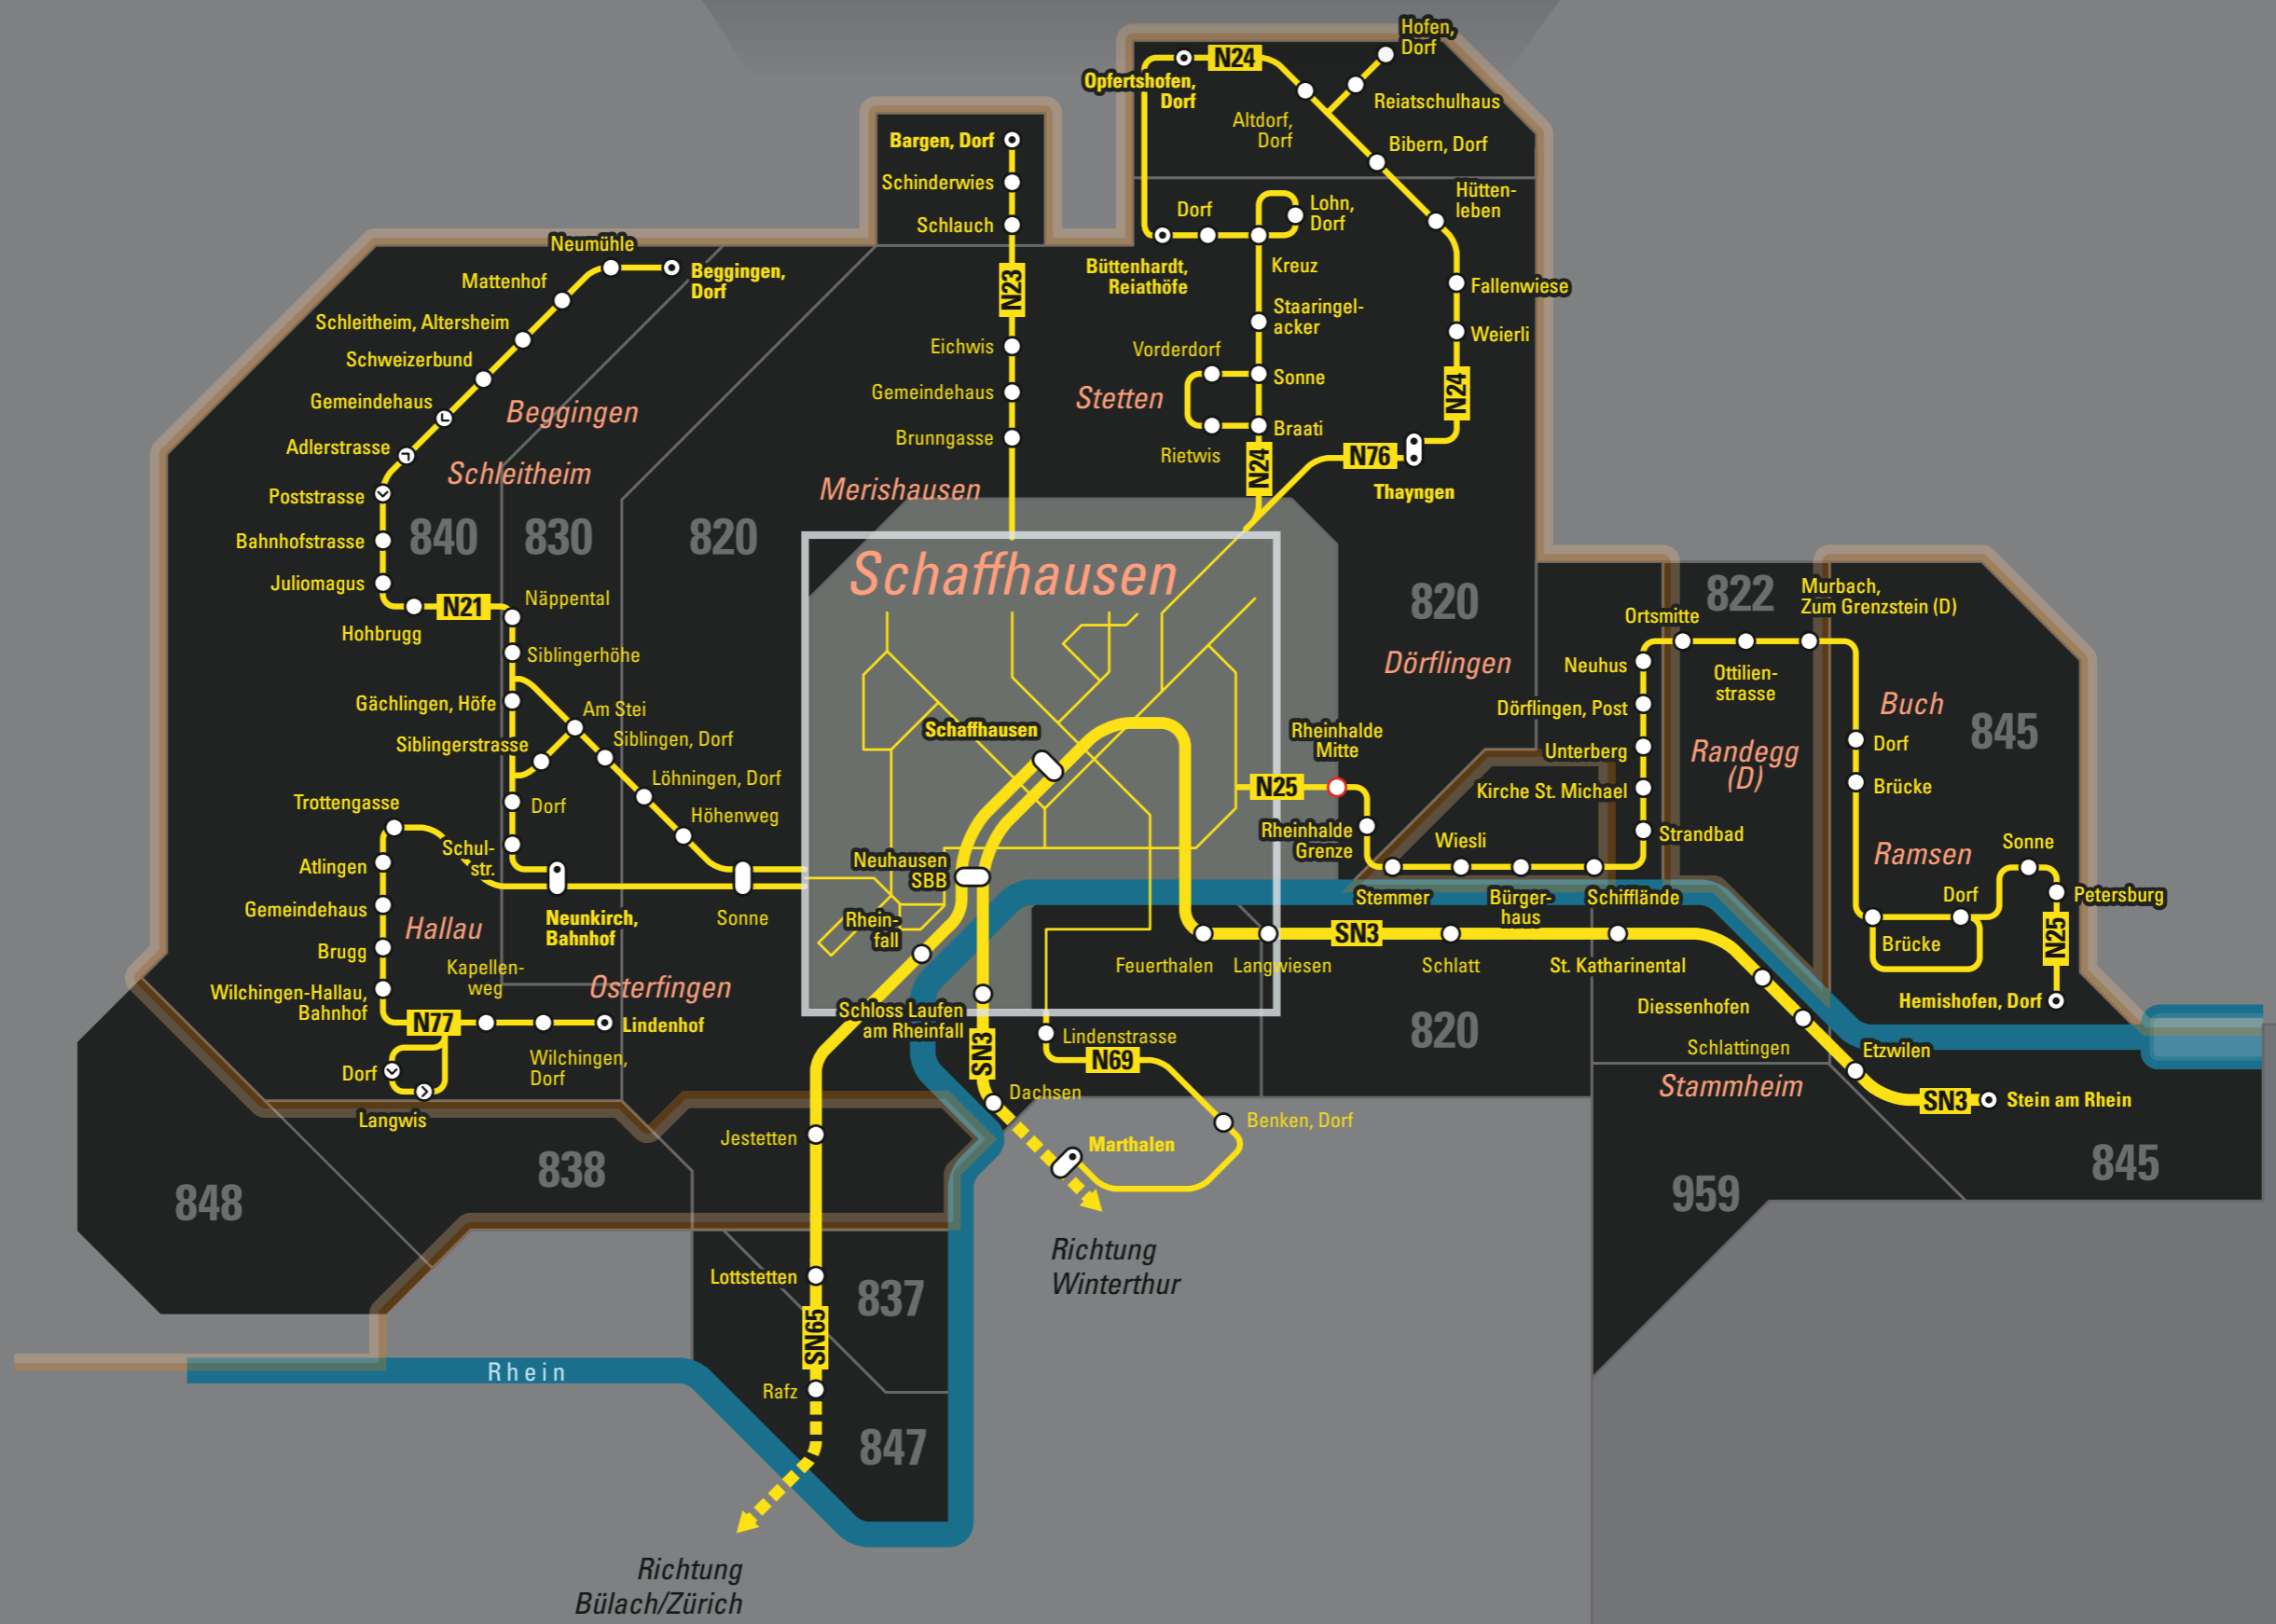 Hofen,
Dorf
N24
Opfertshofen,
Dorf
Reiatschulhaus
Altdorf,
Dorf
Bibern, Dorf
Bargen, Dorf
Schinderwies
Schlauch
N23
Hütten-
leben
Dorf
Lohn,
Dorf
Büttenhardt,
Reiathöfe
Kreuz
Fallenwiese
Staaringel-
acker
Weierli
Vorderdorf
Sonne
Stetten
N24
Rietwis
Braati
N24
N76
Thayngen
Neumühle
Beggingen,
Dorf
Mattenhof
Schleitheim, Altersheim
Schweizerbund
Gemeindehaus
Beggingen
Adlerstrasse
Schleitheim
Poststrasse
840
830
820
Bahnhofstrasse
Juliomagus
N21
Hohbrugg
Näppental
Siblingerhöhe
Eichwis
Gemeindehaus
Brunngasse
Merishausen
Schaffhausen
Gächlingen, Höfe
Am Stei
Siblingerstrasse
Siblingen, Dorf
Löhningen, Dorf
Höhenweg
Dorf
Trottengasse
Schul-
str.
Atlingen
Gemeindehaus
Hallau
Neunkirch,
Bahnhof
Sonne
Brugg
Kapellen-
weg
Osterfingen
Wilchingen-Hallau,
Bahnhof
N77
Lindenhof
Wilchingen,
Dorf
Dorf
Langwis
Schaffhausen
Neuhausen
SBB
Rhein-
fall
Schloss Laufen
am Rheinfall
SN3
Dachsen
Lindenstrasse
N69
Benken, Dorf
Marthalen
Richtung
Winterthur
820
Dörflingen
822
Murbach,
Zum Grenzstein (D)
Ortsmitte
Neuhus
Ottilien-
strasse
Dörflingen, Post
Buch
845
Randegg
(D)
Dorf
Unterberg
Brücke
Kirche St. Michael
Rheinhalde
Mitte
N25
Rheinhalde
Grenze
Wiesli
Strandbad
Ramsen
Sonne
Stemmer
Bürger-
haus
Schifflände
Dorf
Petersburg
Brücke
N25
Hemishofen, Dorf
SN3
Feuerthalen
Langwiesen
Schlatt
St. Katharinental
Diessenhofen
Schlattingen
Etzwilen
820
Stammheim
SN3
Stein am Rhein
845
959
Jestetten
838
848
Lottstetten
837
SN65
Rhein
Rafz
847
Richtung
Bülach/Zürich